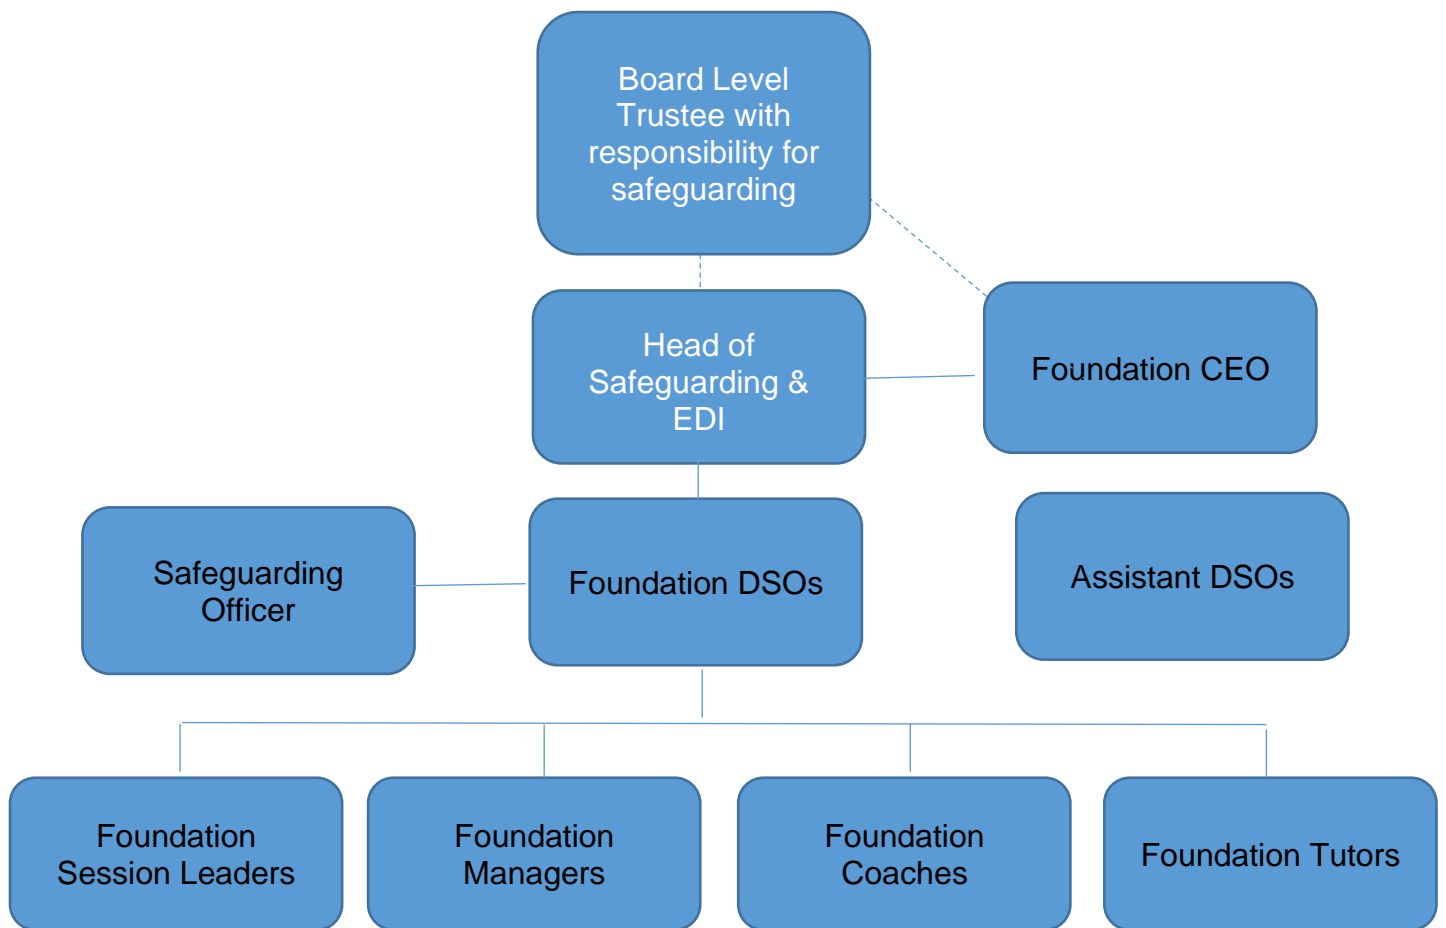 Board Level
Trustee with
responsibility for
safeguarding
Head of
Safeguarding &
EDI
Foundation CEO
Safeguarding
Officer
Foundation DSOs
Assistant DSOs
Foundation
Session Leaders
Foundation
Managers
Foundation
Coaches
Foundation Tutors